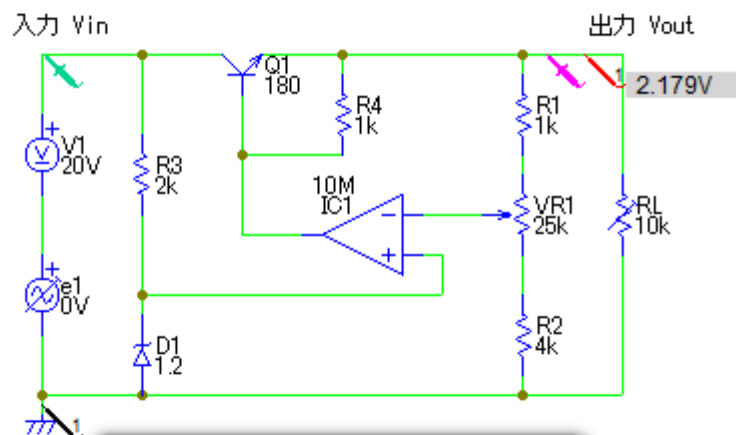 入力 Vin
出力 Vout
Q1
180
1
2.179V
R4
1k
R1
1k
V1
20V
R3
2k
10M
IC1
VR1
25k
RL
10k
e1
0V
D1
1.2
R2
4k
1